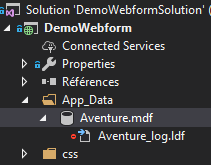 Solution 'DemoWebformSolution' (
DemoWebform
Connected Services
Properties
Références
App_Data
Aventure.mdf
Aventure_log.ldf
css